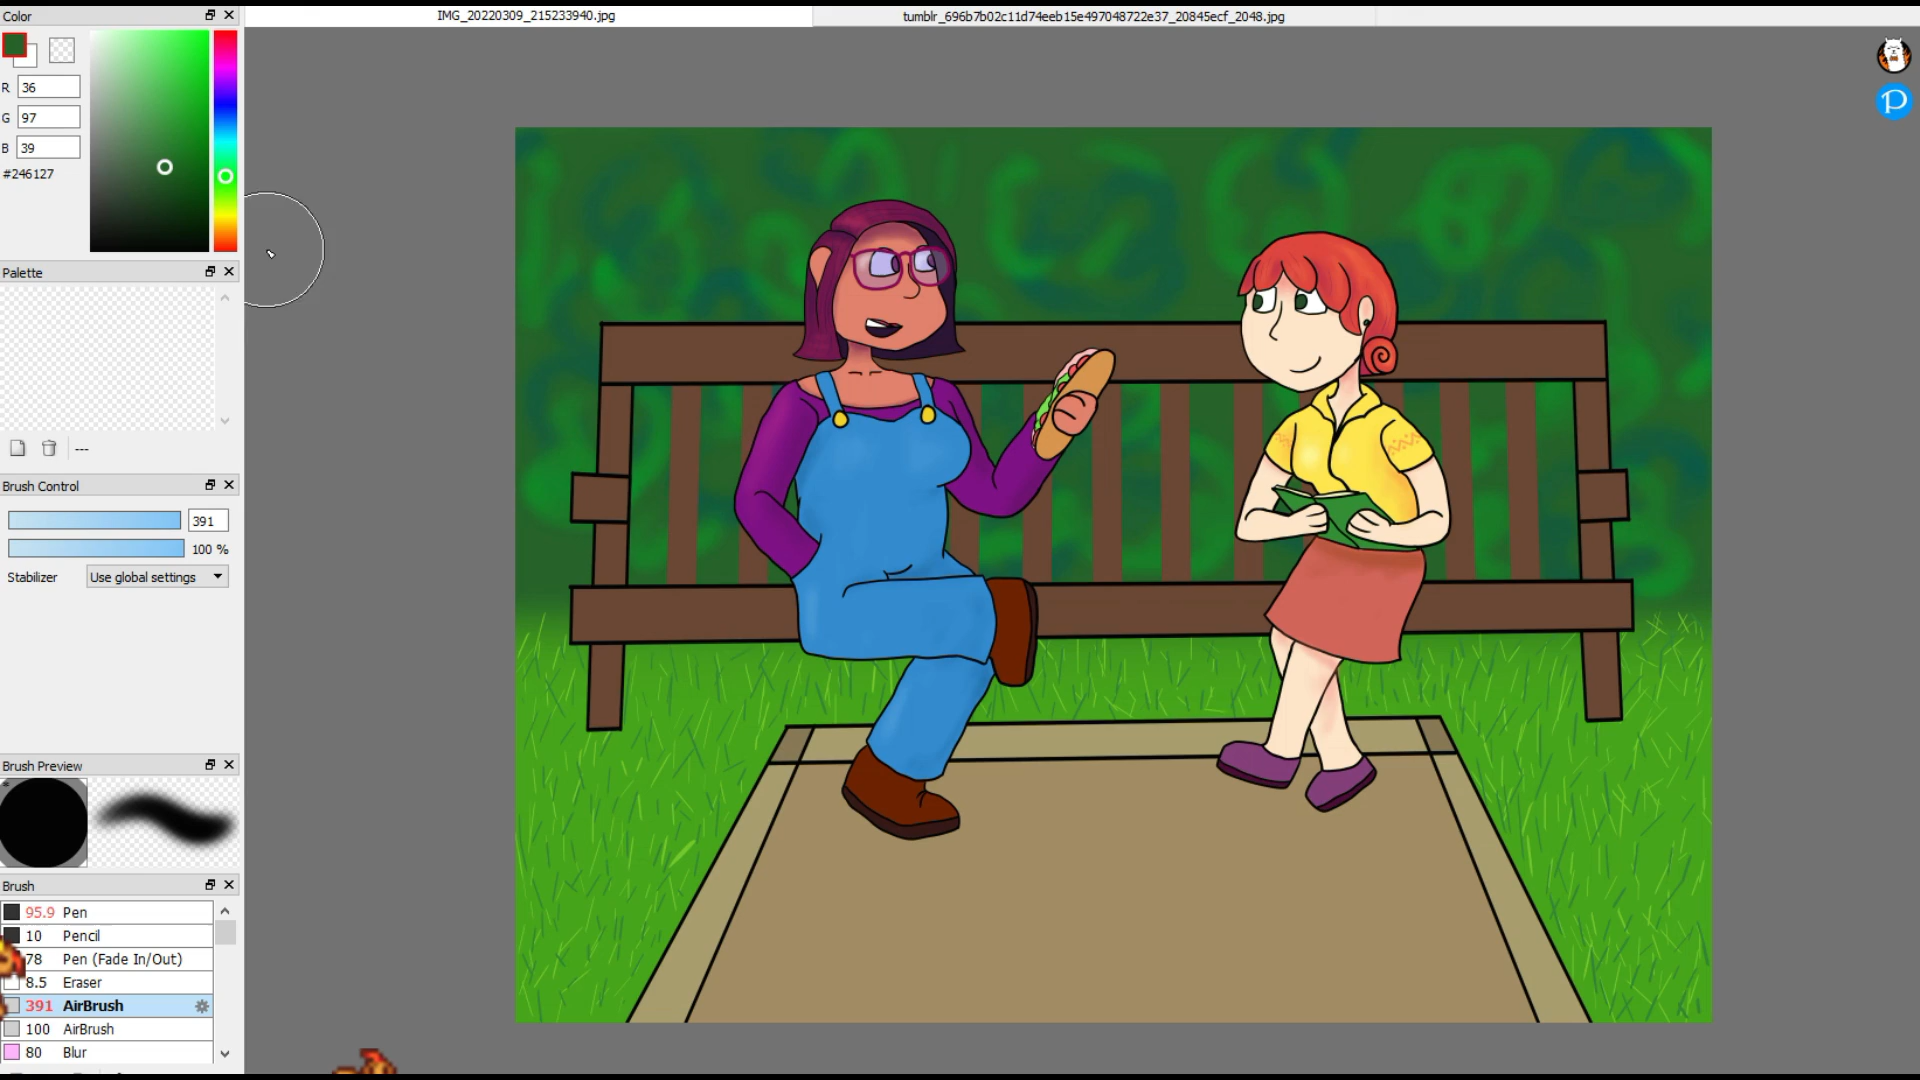 Color
IMG_20220309_215233940.jpg
tumblr_696b7b02c11d74eeb15e497048722e37_20845ecf_2048.jpg
R 36
G 97
B 39
#246127
Palette
---
Brush Control
391
100 %
Stabilizer Use global settings
Brush Preview
*
Brush
95.9 Pen
10 Pencil
78 Pen (Fade In/Out)
8.5 Eraser
391 AirBrush
100 AirBrush
80 Blur
P